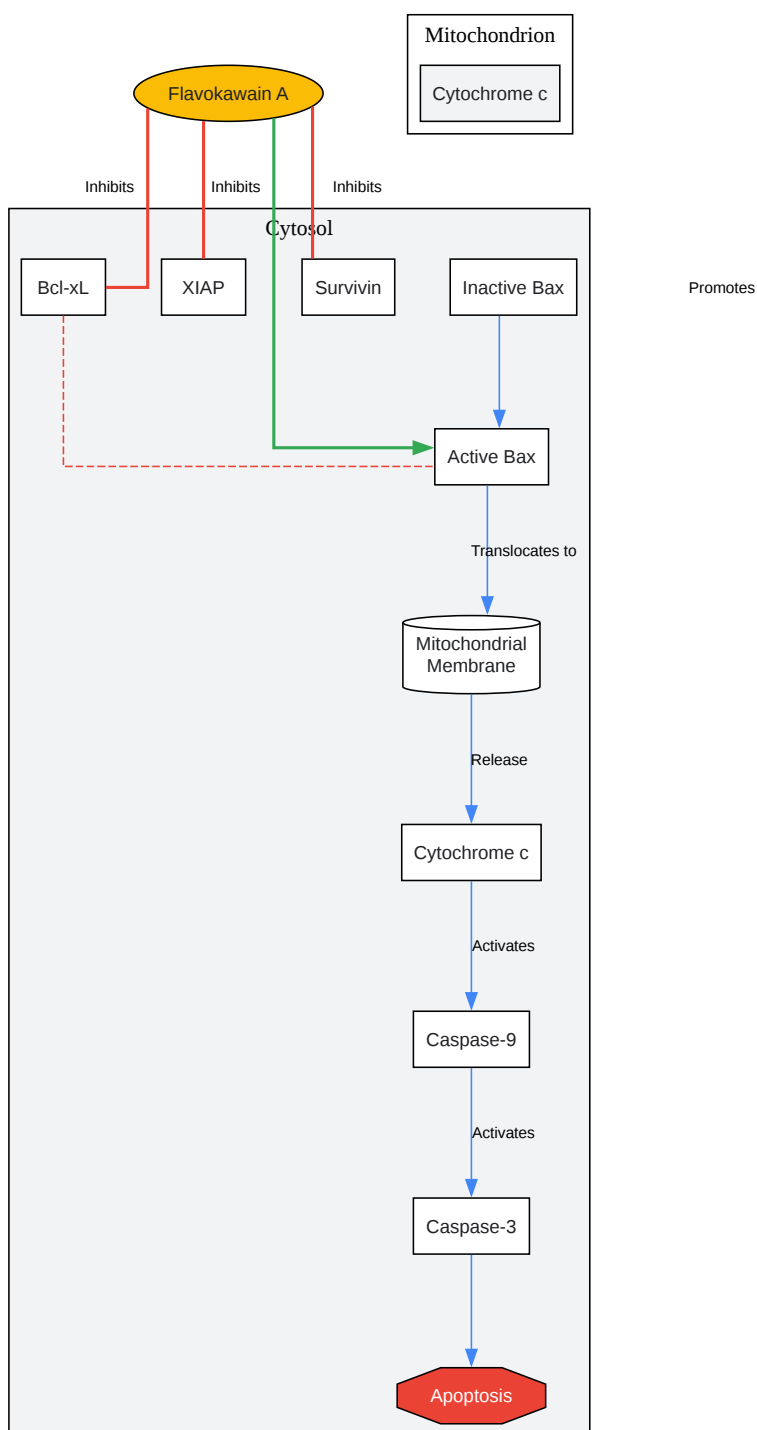 Mitochondrion
Flavokawain A
Cytochrome c
Inhibits
Inhibits
Inhibits
Cytosol
Bcl-xL
XIAP
Survivin
Inactive Bax
Promotes
Active Bax
Translocates to
Mitochondrial
Membrane
Release
Cytochrome c
Activates
Caspase-9
Activates
Caspase-3
Apoptosis